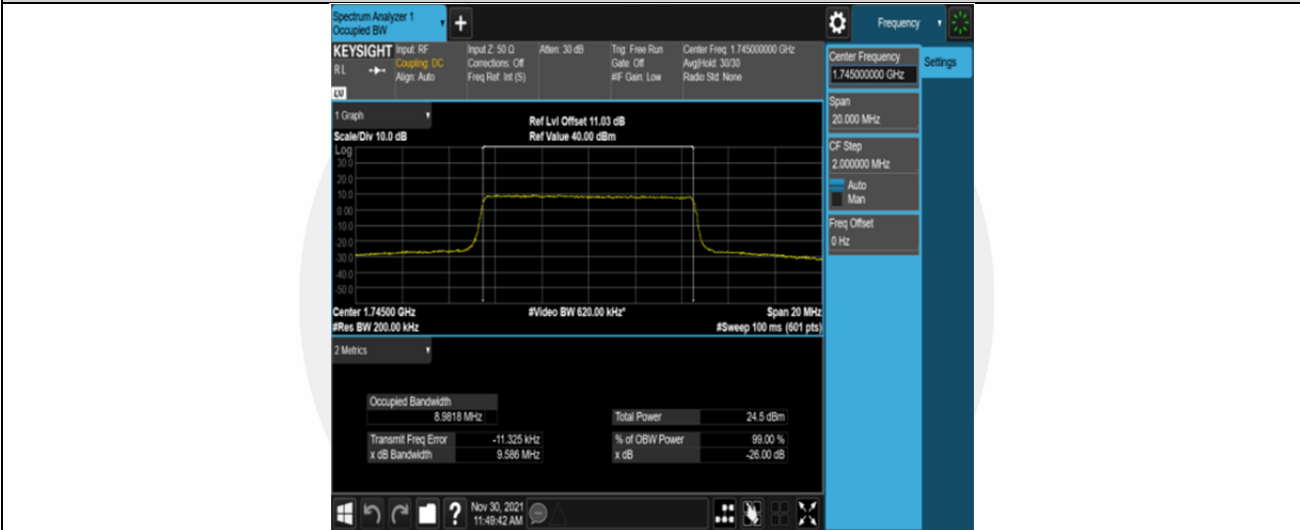 Spectrum Analyzer 1
Occupied BW
+
Frequency
KEYSIGHT
R L
LV
Input: RF
Coupling: DC
Align: Auto
Input Z: 50 Ω
Corrections: Off
Freq Ref: Int (S)
Atten: 30 dB
Trig: Free Run
Gate: Off
#IF Gain: Low
Center Freq: 1.745000000 GHz
Avg|Hold: 30/30
Radio Std: None
Center Frequency
1.745000000 GHz
Settings
Span
20.000 MHz
CF Step
2.000000 MHz
Auto
Man
Freq Offset
0 Hz
1 Graph
Scale/Div 10.0 dB
Ref Lvl Offset 11.03 dB
Ref Value 40.00 dBm
Log
30.0
20.0
10.0
0.00
-10.0
-20.0
-30.0
-40.0
-50.0
Center 1.74500 GHz
#Video BW 620.00 kHz*
Span 20 MHz
#Res BW 200.00 kHz
#Sweep 100 ms (601 pts)
2 Metrics
Occupied Bandwidth
8.9818 MHz
Total Power 24.5 dBm
Transmit Freq Error -11.325 kHz
% of OBW Power 99.00 %
x dB Bandwidth 9.586 MHz
x dB -26.00 dB
?
Nov 30, 2021
11:49:42 AM